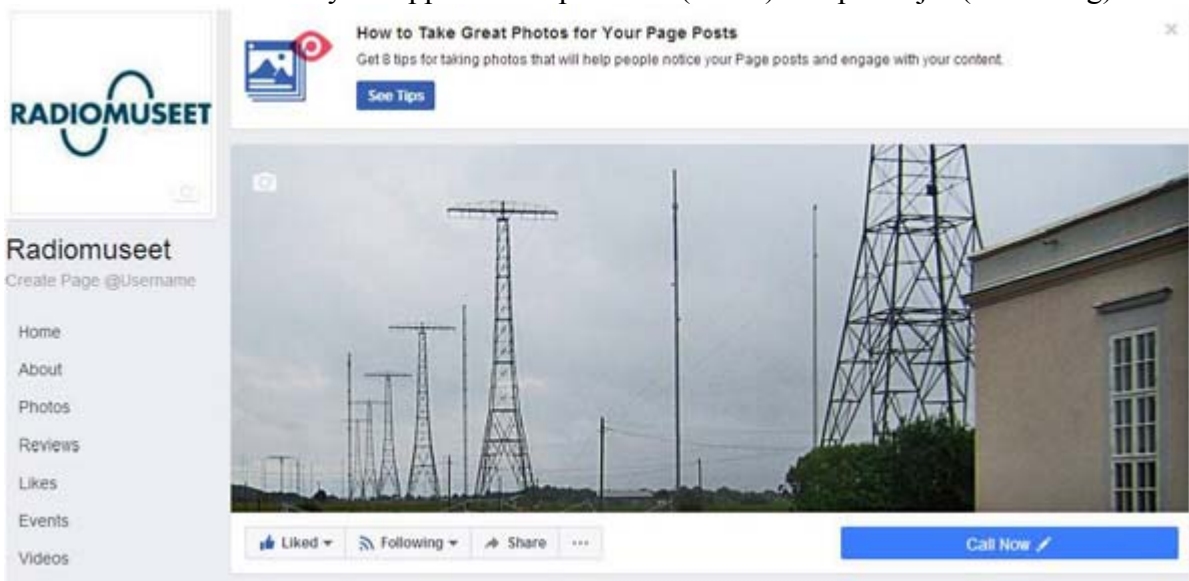 How to Take Great Photos for Your Page Posts
Get 8 tips for taking photos that will help people notice your Page posts and engage with your content.
See Tips
RADIOMUSEET
Radiomuseet
Create Page @Username
Home
About
Photos
Reviews
Likes
Events
Videos
Liked
Following
Share
Call Now